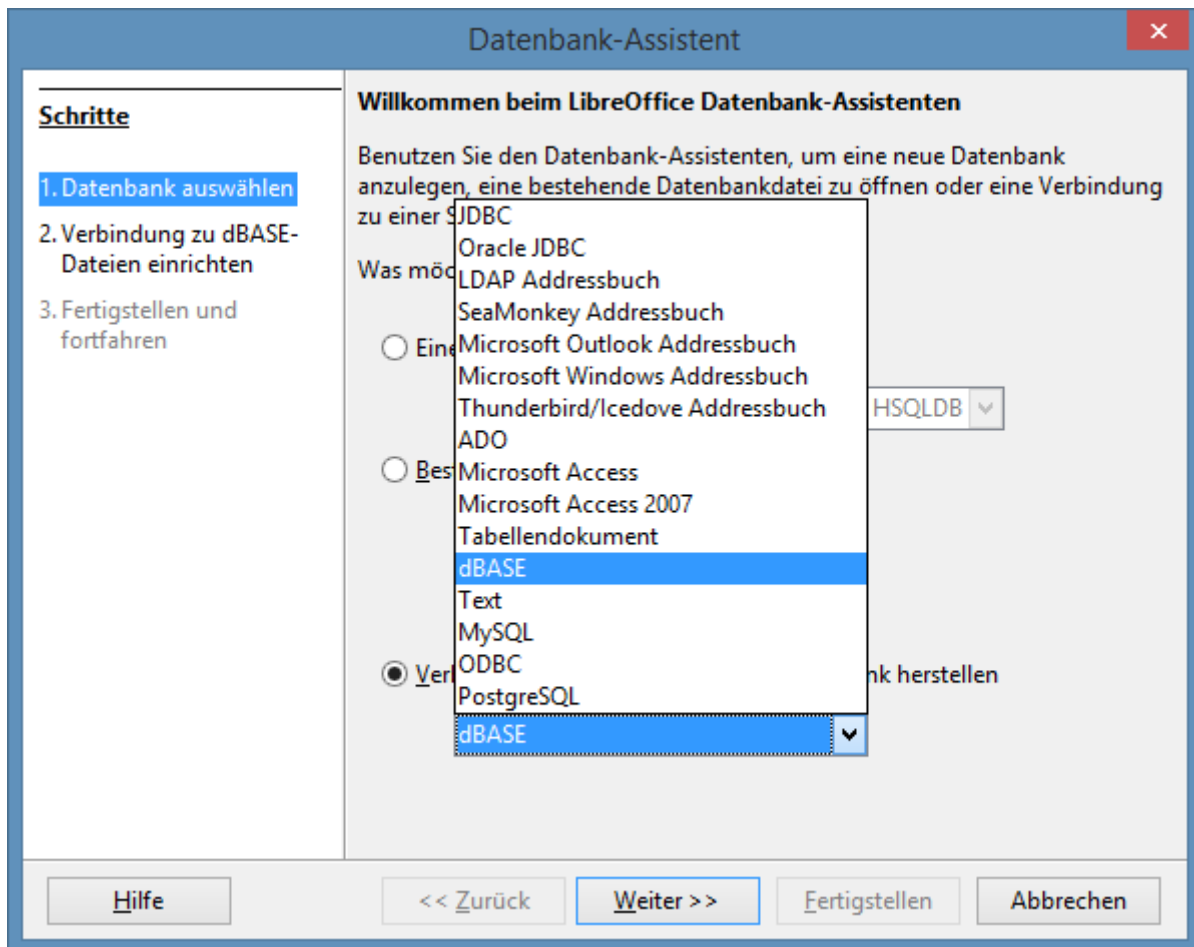 Datenbank-Assistent
Schritte
1. Datenbank auswählen
2. Verbindung zu dBASE-
Dateien einrichten
3. Fertigstellen und
fortfahren
Willkommen beim LibreOffice Datenbank-Assistenten
Benutzen Sie den Datenbank-Assistenten, um eine neue Datenbank
anzulegen, eine bestehende Datenbankdatei zu öffnen oder eine Verbindung
zu einer
Was
JDBC
Oracle JDBC
LDAP Addressbuch
SeaMonkey Addressbuch
Microsoft Outlook Addressbuch
Microsoft Windows Addressbuch
Thunderbird/Icedove Addressbuch
HSQLDB
ADO
Microsoft Access
Microsoft Access 2007
Tabellendokument
dBASE
Text
MySQL
ODBC
PostgreSQL
herstellen
dBASE
Hilfe
<< Zurück
Weiter >>
Fertigstellen
Abbrechen